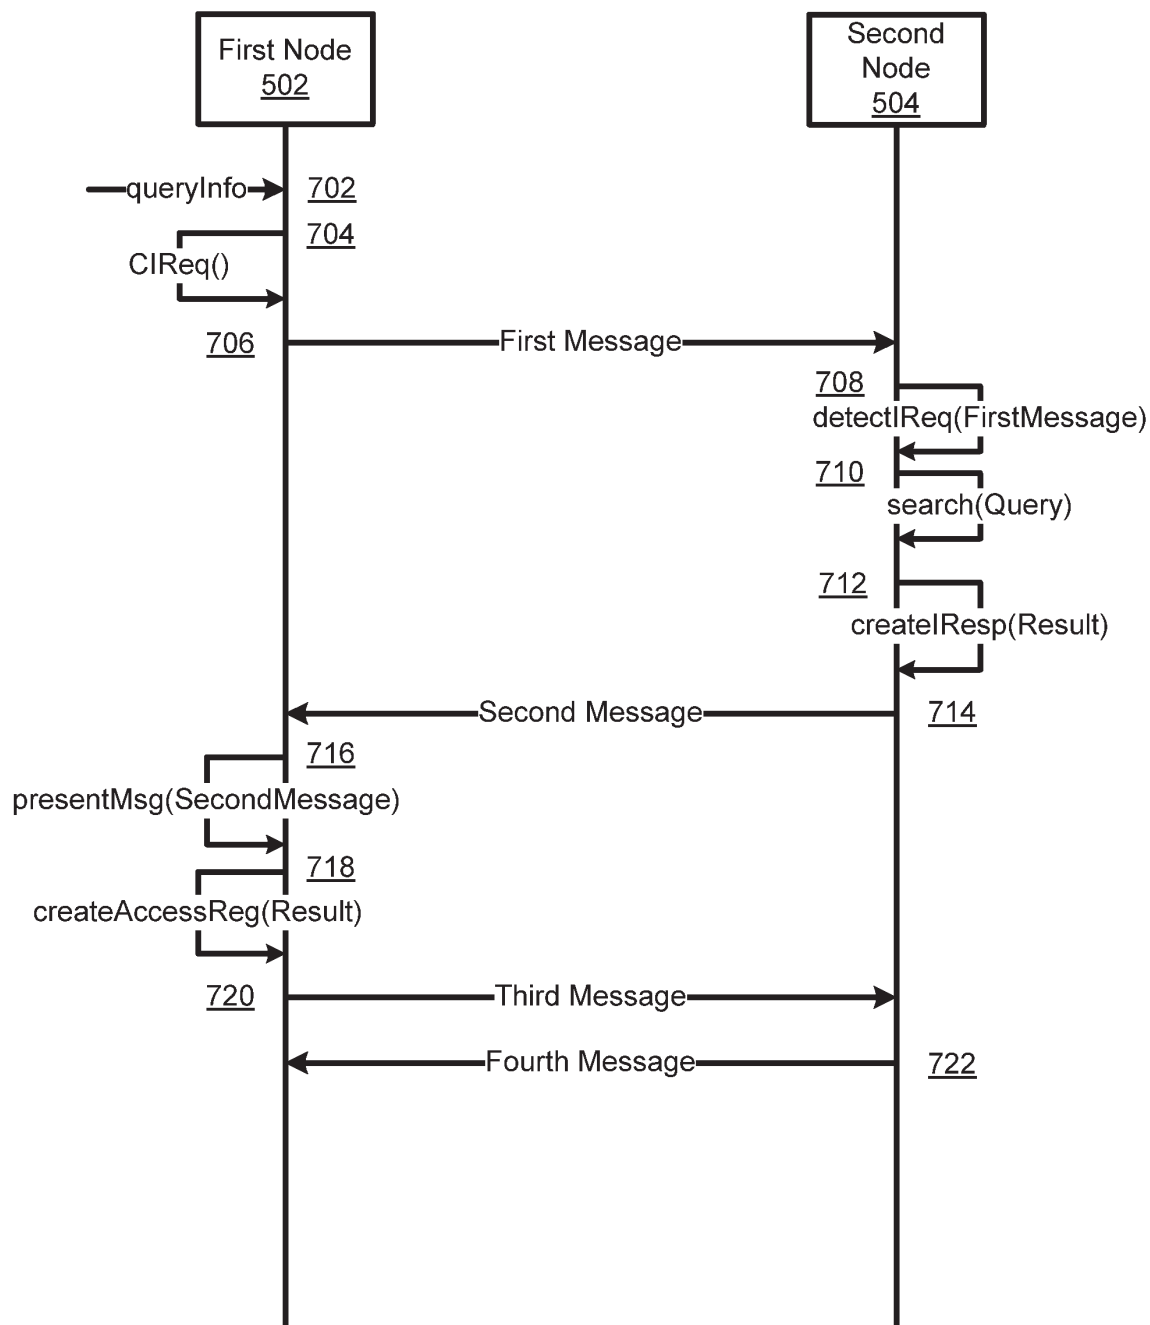 First Node
502
Second
Node
504
queryInfo
702
704
CIReq()
706
First Message
708
detectIReq(FirstMessage)
710
search(Query)
712
createIResp(Result)
Second Message
714
716
presentMsg(SecondMessage)
718
createAccessReg(Result)
720
Third Message
Fourth Message
722